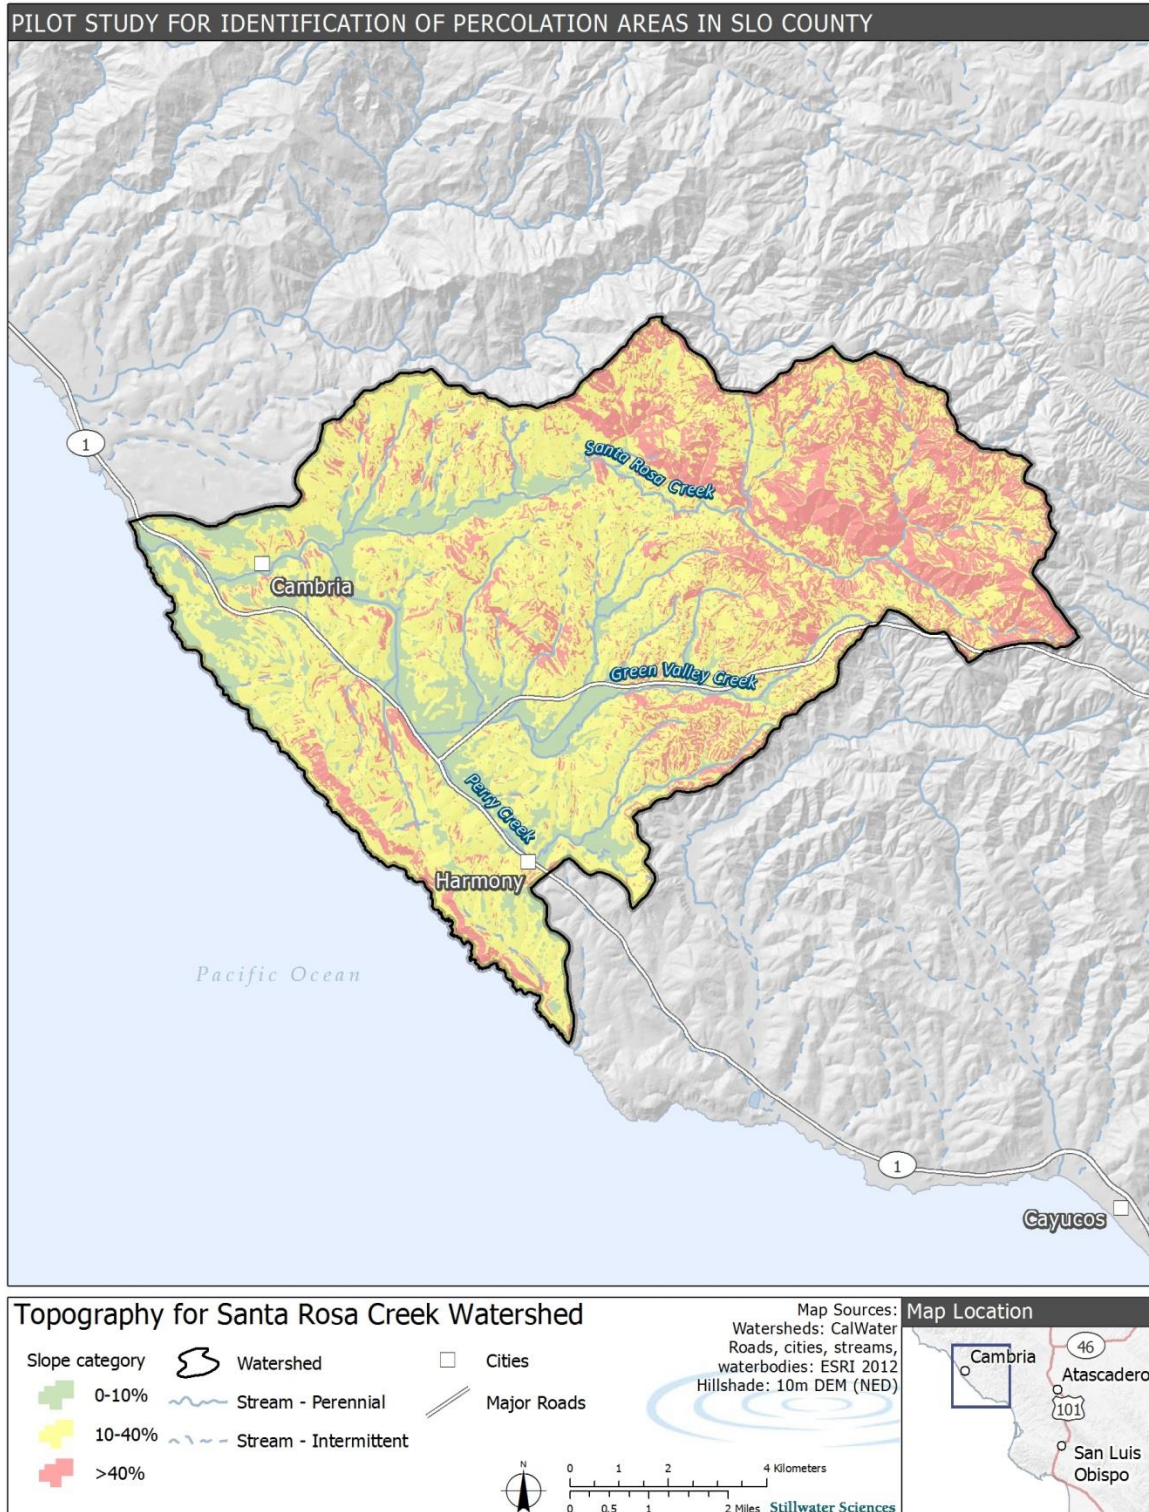 PILOT STUDY FOR IDENTIFICATION OF PERCOLATION AREAS IN SLO COUNTY
1
Santa Rosa Creek
Cambria
Green Valley Creek
Perry Creek
Harmony
Pacific Ocean
1
Cayucos
Topography for Santa Rosa Creek Watershed
Slope category
0-10%
10-40%
>40%
Watershed
Stream - Perennial
Stream - Intermittent
Cities
Major Roads
Map Sources:
Watersheds: CalWater
Roads, cities, streams,
waterbodies: ESRI 2012
Hillshade: 10m DEM (NED)
N
0 1 2 4 Kilometers
0 0.5 1 2 Miles
Stillwater Sciences
Map Location
46
Cambria
Atascadero
101
San Luis
Obispo